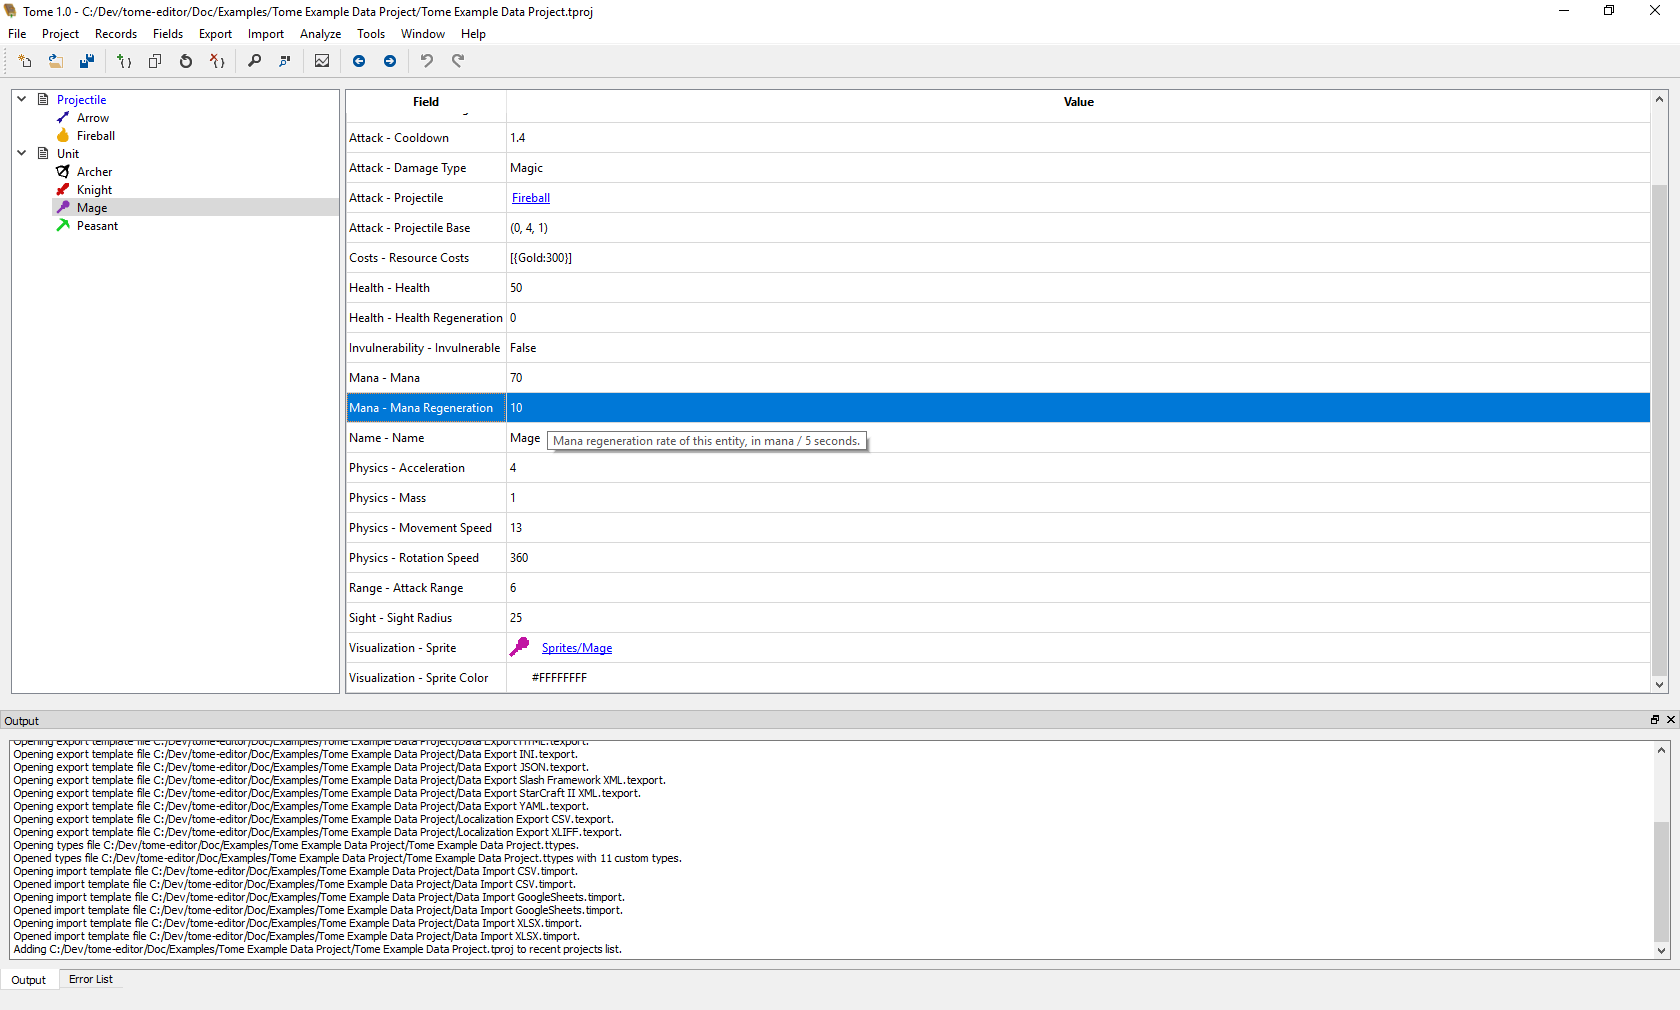 Tome 1.0 - C:/Dev/tome-editor/Doc/Examples/Tome Example Data Project/Tome Example Data Project.tproj
File Project Records Fields Export Import Analyze Tools Window Help
Projectile
Arrow
Fireball
Unit
Archer
Knight
Mage
Peasant
Field Value
Attack - Cooldown 1.4
Attack - Damage Type Magic
Attack - Projectile Fireball
Attack - Projectile Base (0, 4, 1)
Costs - Resource Costs [{Gold:300}]
Health - Health 50
Health - Health Regeneration 0
Invulnerability - Invulnerable False
Mana - Mana 70
Mana - Mana Regeneration 10
Name - Name Mage
Mana regeneration rate of this entity, in mana / 5 seconds.
Physics - Acceleration 4
Physics - Mass 1
Physics - Movement Speed 13
Physics - Rotation Speed 360
Range - Attack Range 6
Sight - Sight Radius 25
Visualization - Sprite Sprites/Mage
Visualization - Sprite Color #FFFFFFFF
Output
Opening export template file C:/Dev/tome-editor/Doc/Examples/Tome Example Data Project/Data Export HTML.texport.
Opening export template file C:/Dev/tome-editor/Doc/Examples/Tome Example Data Project/Data Export INI.texport.
Opening export template file C:/Dev/tome-editor/Doc/Examples/Tome Example Data Project/Data Export JSON.texport.
Opening export template file C:/Dev/tome-editor/Doc/Examples/Tome Example Data Project/Data Export Slash Framework XML.texport.
Opening export template file C:/Dev/tome-editor/Doc/Examples/Tome Example Data Project/Data Export StarCraft II XML.texport.
Opening export template file C:/Dev/tome-editor/Doc/Examples/Tome Example Data Project/Data Export YAML.texport.
Opening export template file C:/Dev/tome-editor/Doc/Examples/Tome Example Data Project/Localization Export CSV.texport.
Opening export template file C:/Dev/tome-editor/Doc/Examples/Tome Example Data Project/Localization Export XLIFF.texport.
Opening types file C:/Dev/tome-editor/Doc/Examples/Tome Example Data Project/Tome Example Data Project.ttypes.
Opened types file C:/Dev/tome-editor/Doc/Examples/Tome Example Data Project/Tome Example Data Project.ttypes with 11 custom types.
Opening import template file C:/Dev/tome-editor/Doc/Examples/Tome Example Data Project/Data Import CSV.timport.
Opened import template file C:/Dev/tome-editor/Doc/Examples/Tome Example Data Project/Data Import CSV.timport.
Opening import template file C:/Dev/tome-editor/Doc/Examples/Tome Example Data Project/Data Import GoogleSheets.timport.
Opened import template file C:/Dev/tome-editor/Doc/Examples/Tome Example Data Project/Data Import GoogleSheets.timport.
Opening import template file C:/Dev/tome-editor/Doc/Examples/Tome Example Data Project/Data Import XLSX.timport.
Opened import template file C:/Dev/tome-editor/Doc/Examples/Tome Example Data Project/Data Import XLSX.timport.
Adding C:/Dev/tome-editor/Doc/Examples/Tome Example Data Project/Tome Example Data Project.tproj to recent projects list.
Output Error List